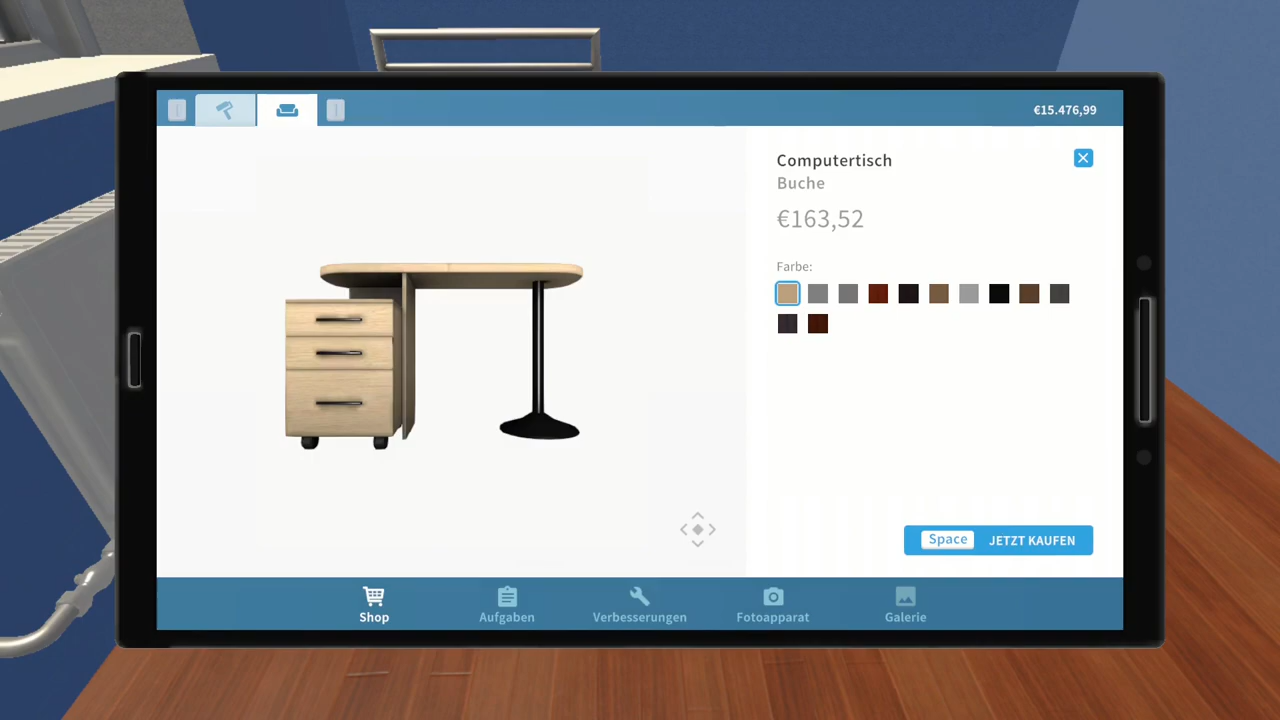 €15.476,99
Computertisch
Buche
€163,52
Farbe:
Space JETZT KAUFEN
Shop Aufgaben Verbesserungen Fotoapparat Galerie